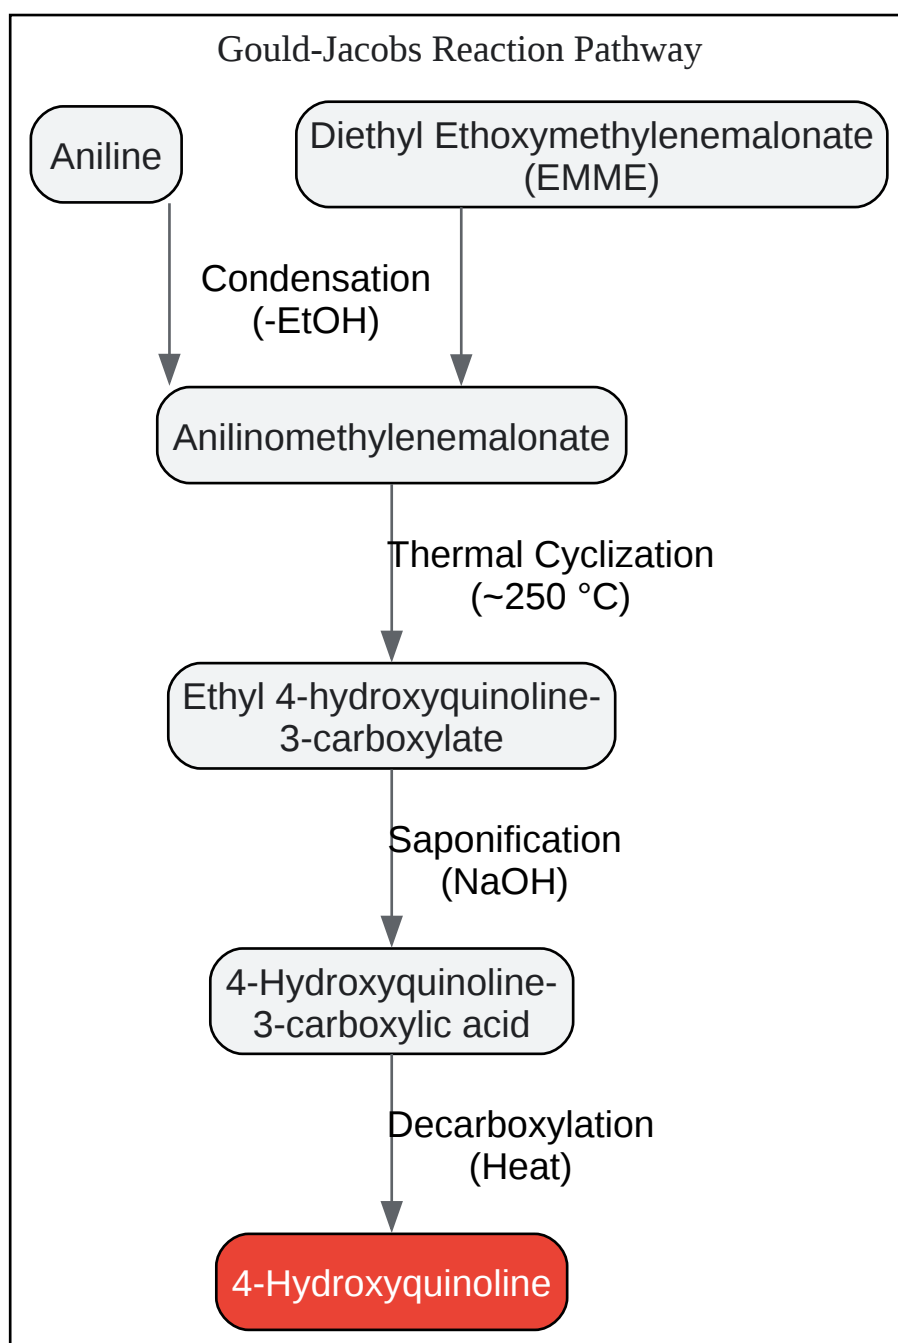 Gould-Jacobs Reaction Pathway
Aniline
Diethyl Ethoxymethylenemalonate
(EMME)
Condensation
(-EtOH)
Anilinomethylenemalonate
Thermal Cyclization
(~250 °C)
Ethyl 4-hydroxyquinoline-
3-carboxylate
Saponification
(NaOH)
4-Hydroxyquinoline-
3-carboxylic acid
Decarboxylation
(Heat)
4-Hydroxyquinoline